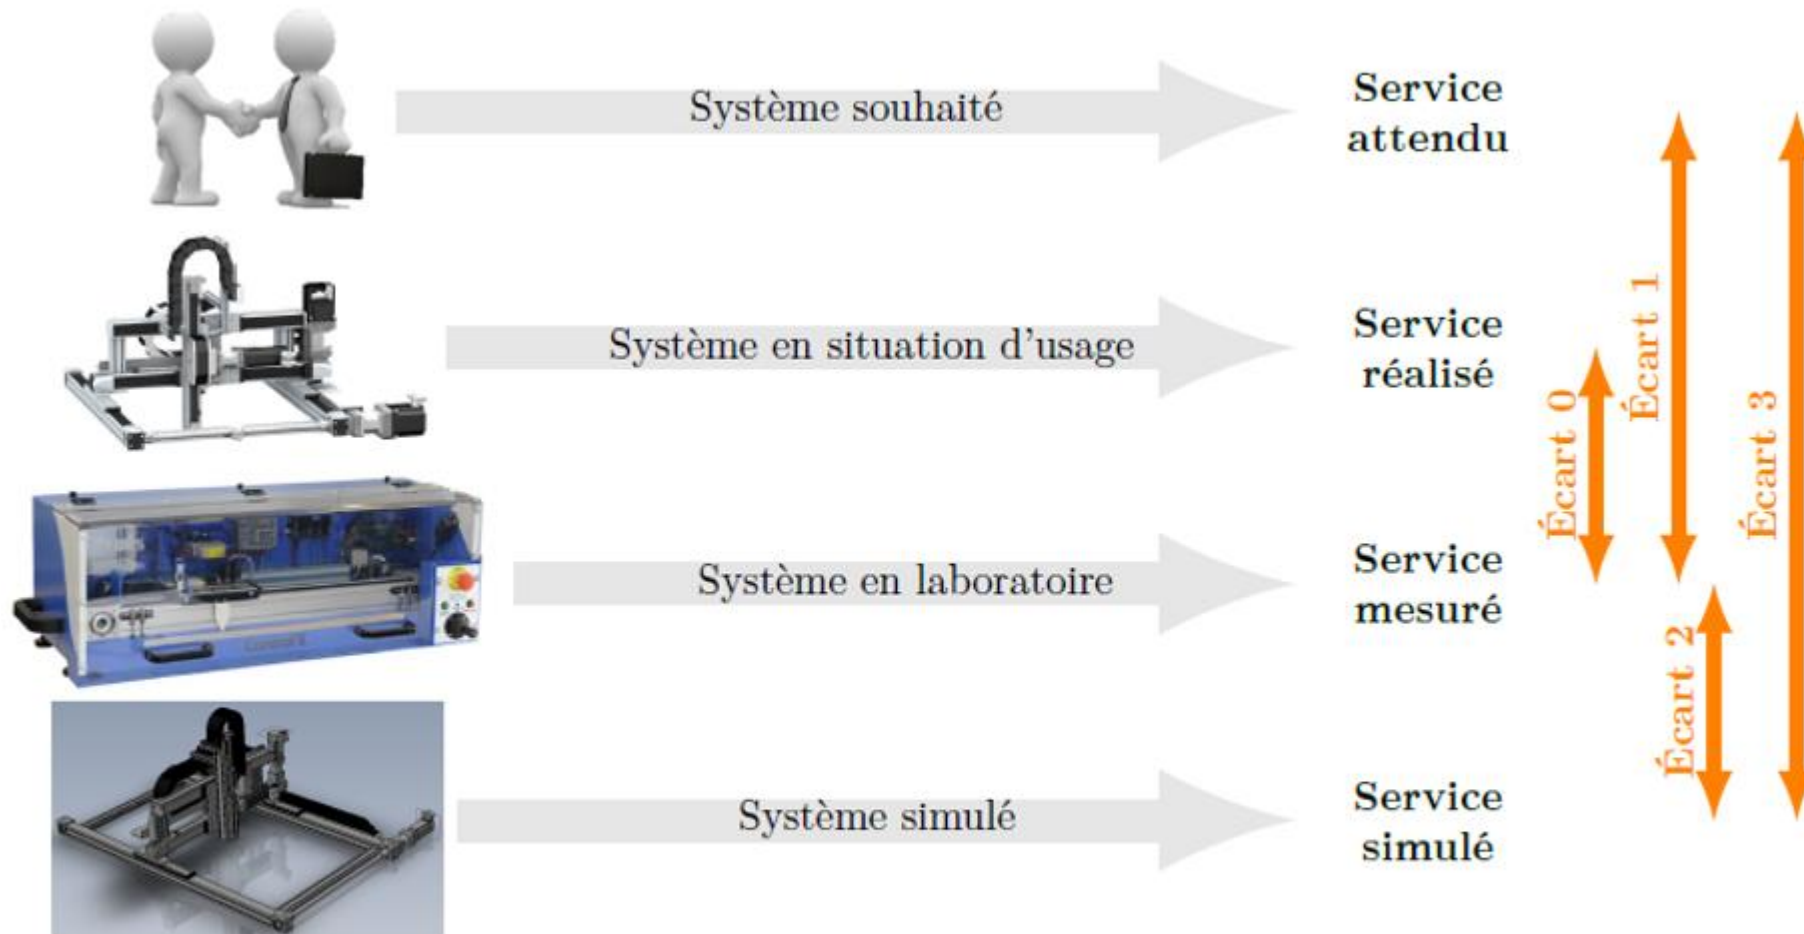 Système souhaité
Service
attendu
Système en situation d'usage
Service
réalisé
Système en laboratoire
Service
mesuré
Système simulé
Service
simulé
Écart 0
Écart 1
Écart 2
Écart 3